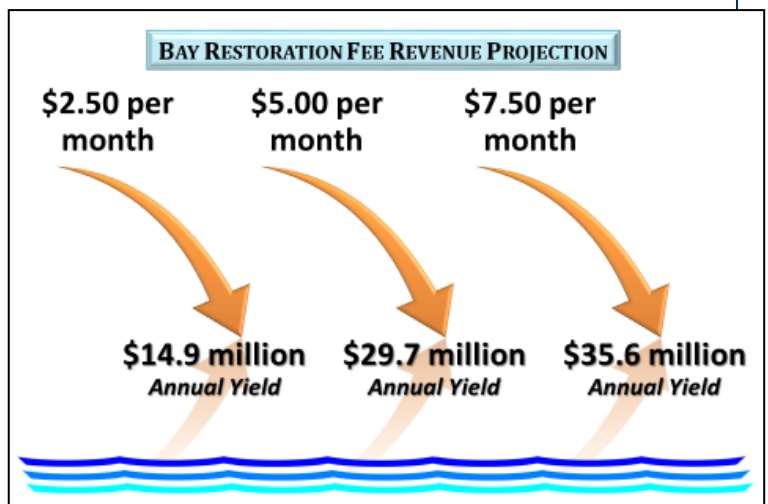 BAY RESTORATION FEE REVENUE PROJECTION
$2.50 per
month
$5.00 per
month
$7.50 per
month
$14.9 million
Annual Yield
$29.7 million
Annual Yield
$35.6 million
Annual Yield